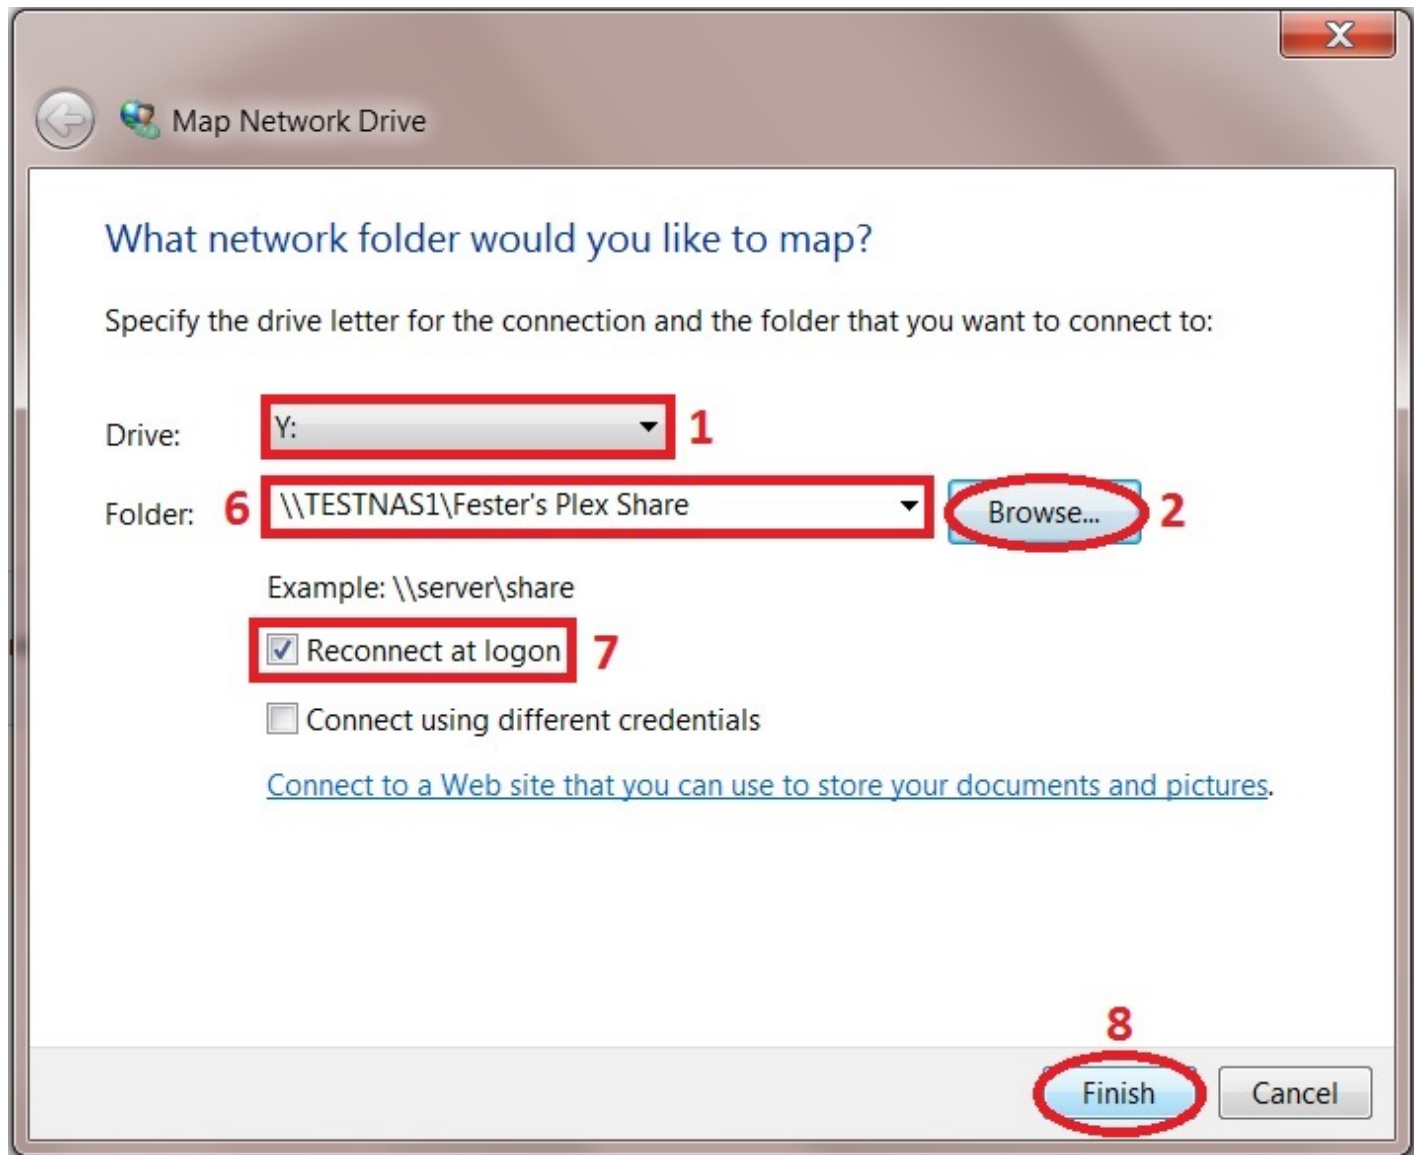 X
Map Network Drive
What network folder would you like to map?
Specify the drive letter for the connection and the folder that you want to connect to:
Drive: Y: 1
Folder: 6 \\TESTNAS1\Fester's Plex Share Browse... 2
Example: \\server\share
Reconnect at logon 7
Connect using different credentials
Connect to a Web site that you can use to store your documents and pictures.
8
Finish Cancel